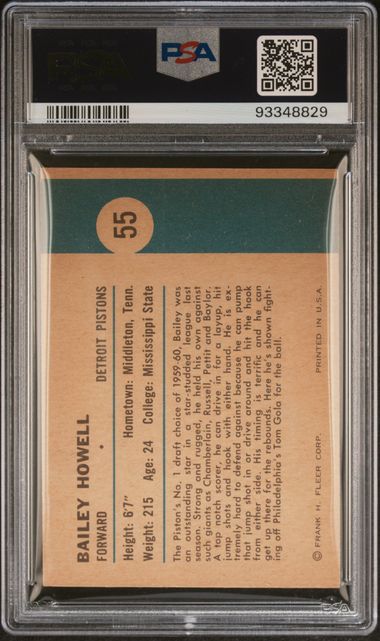 PSA
93348829
55
BAILEY HOWELL
FORWARD • DETROIT PISTONS
Height: 6'7" Hometown: Middleton, Tenn.
Weight: 215 Age: 24 College: Mississippi State
The Piston's No. 1 draft choice of 1959-60, Bailey was
an outstanding star in a star-studded league last
season. Strong and rugged, he held his own against
such giants as Chamberlain, Russell, Pettit and Baylor.
A top notch scorer, he can drive in for a layup, hit
jump shots and hook with either hand. He is ex-
tremely hard to defend against because he can pump
that jump shot in or drive around and hit the hook
from either side. His timing is terrific and he can
get up there for the rebounds. Here he's shown fight-
ing off Philadelphia's Tom Gola for the ball.
© FRANK H. FLEER CORP. PRINTED IN U.S.A.